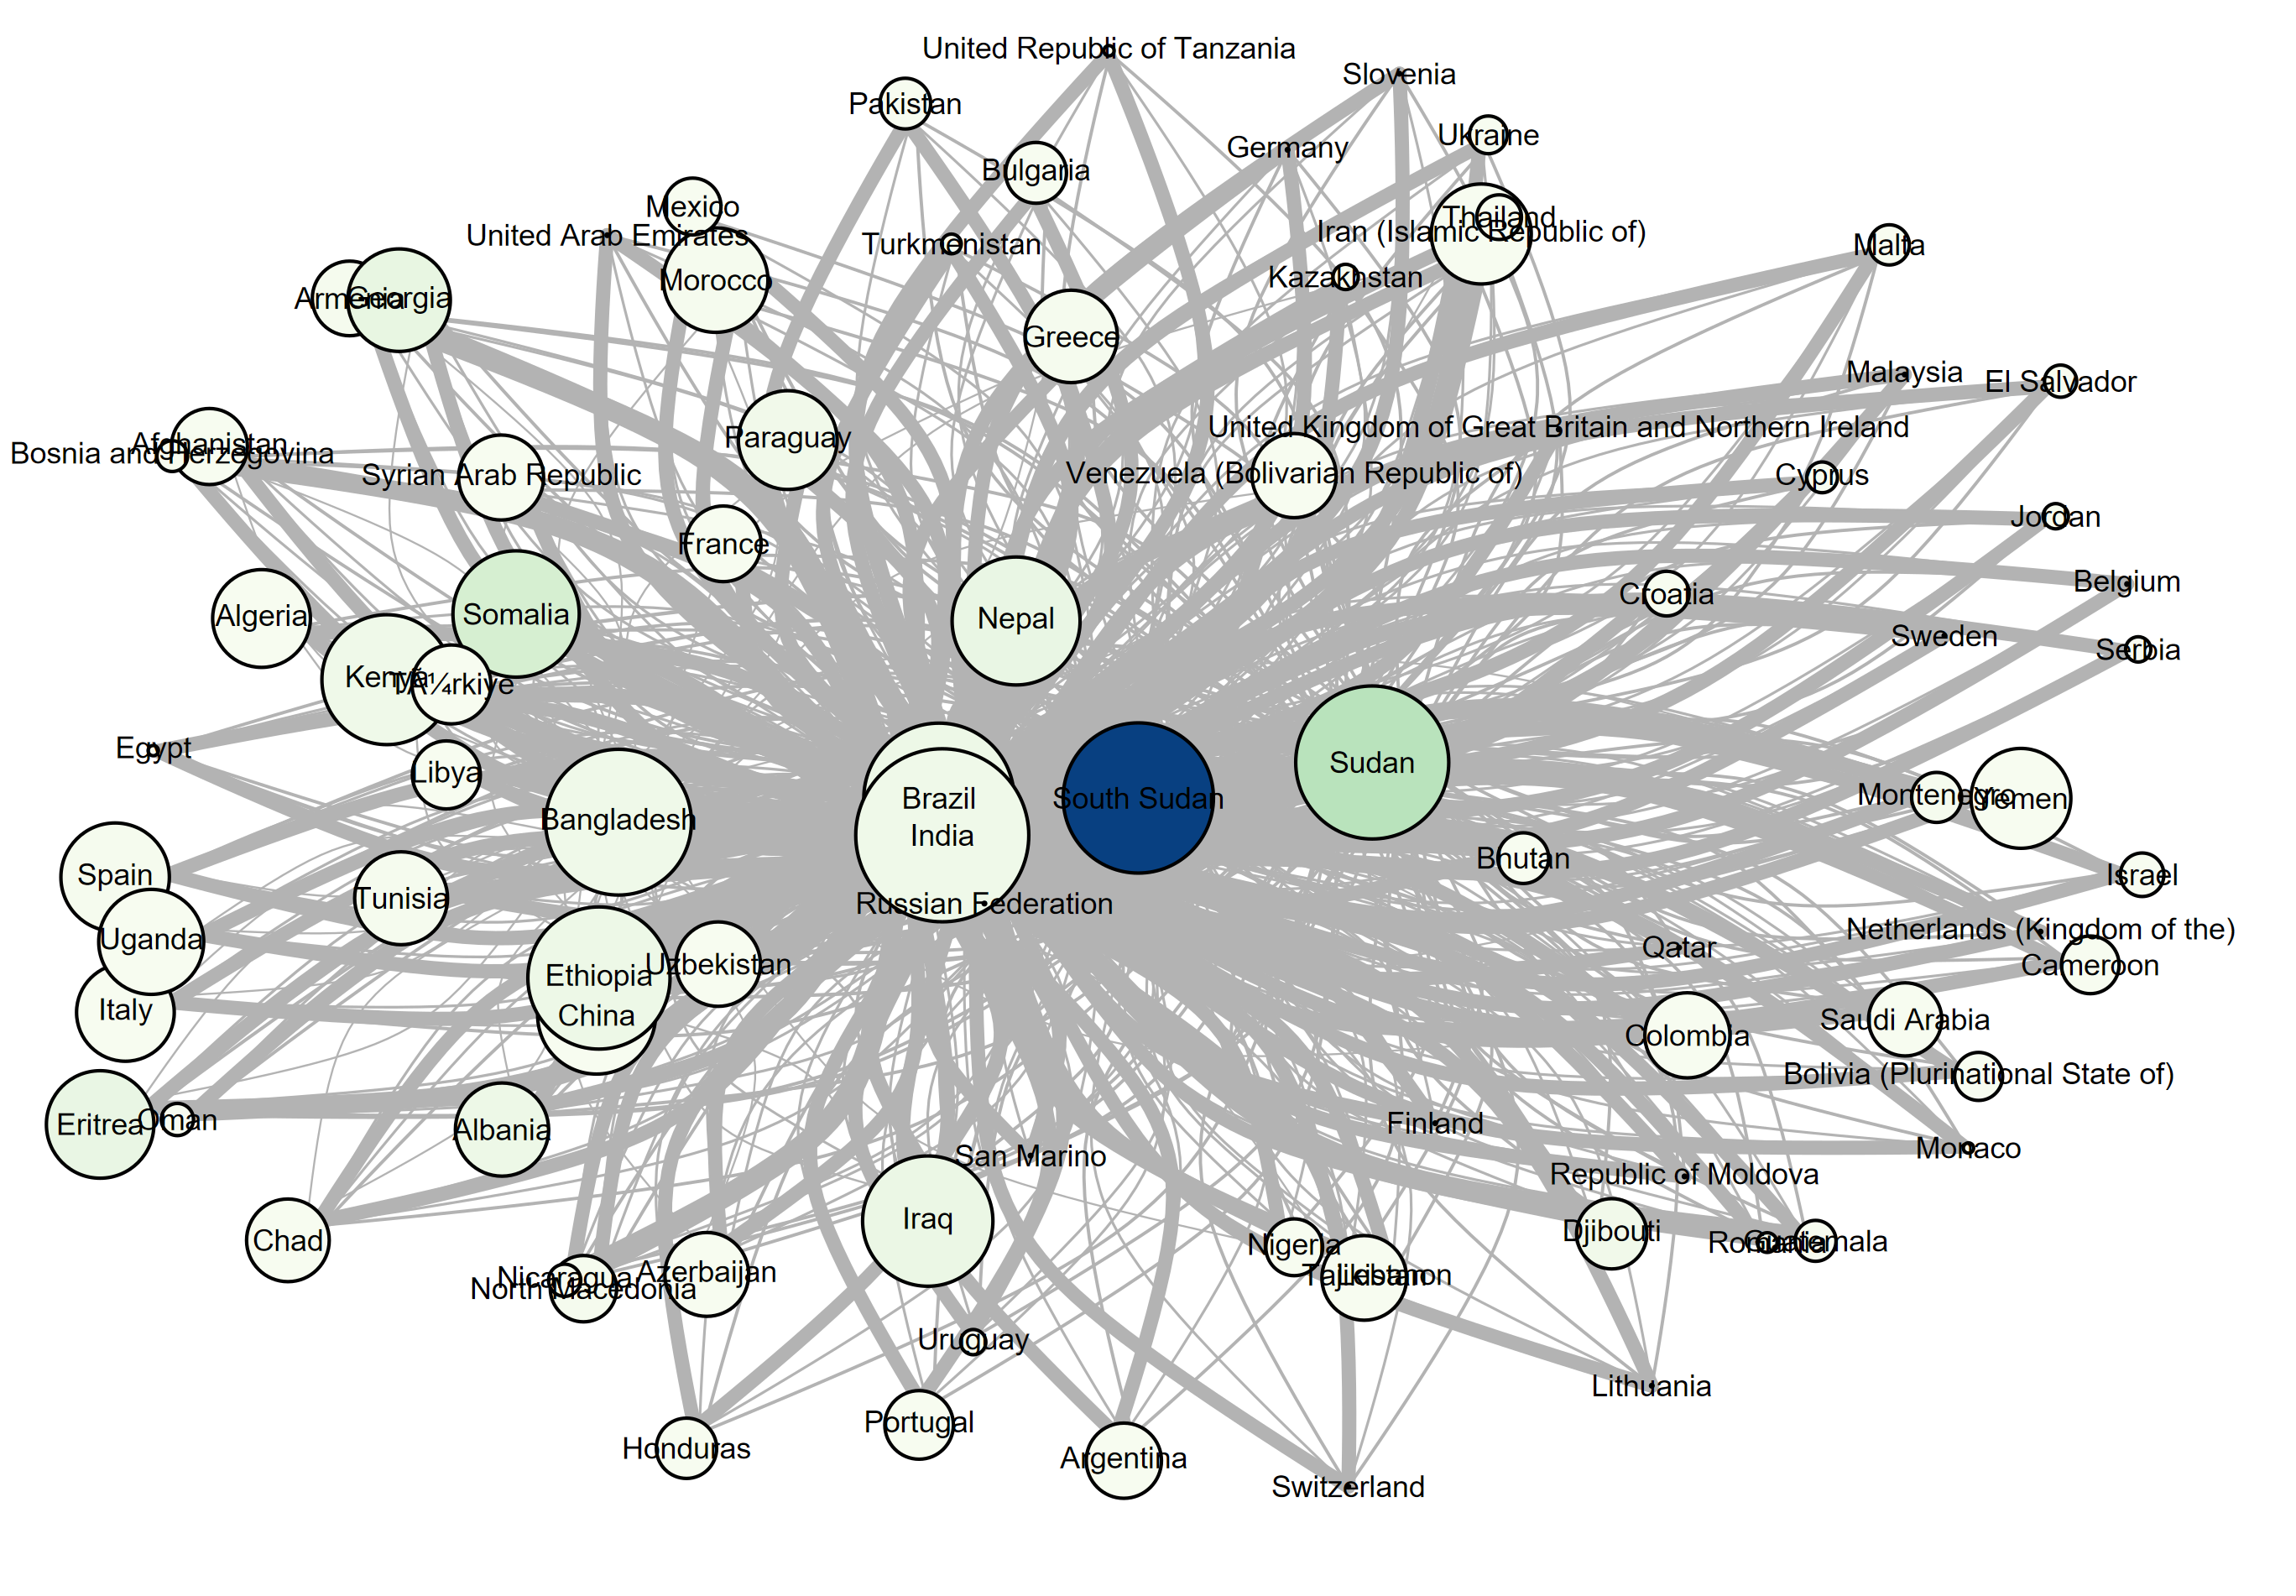 United Republic of Tanzania
Slovenia
Pakistan
Ukraine
Germany
Bulgaria
Mexico
Thailand
United Arab Emirates
Iran (Islamic Republic of)
Turkmenistan
Malta
Kazakhstan
Morocco
Armenia
Georgia
Greece
Malaysia
El Salvador
United Kingdom of Great Britain and Northern Ireland
Paraguay
Afghanistan
Bosnia and Herzegovina
Syrian Arab Republic
Venezuela (Bolivarian Republic of)
Cyprus
Jordan
France
Belgium
Croatia
Algeria
Somalia
Nepal
Sweden
Serbia
Kenya
TÃ¼rkiye
Egypt
Sudan
Libya
Brazil
South Sudan
Montenegro
Yemen
Bangladesh
India
Bhutan
Spain
Israel
Tunisia
Russian Federation
Netherlands (Kingdom of the)
Uganda
Qatar
Uzbekistan
Cameroon
Ethiopia
Italy
China
Saudi Arabia
Colombia
Bolivia (Plurinational State of)
Eritrea
Oman
Finland
Albania
Monaco
San Marino
Republic of Moldova
Iraq
Djibouti
Chad
Nigeria
Romania
Guatemala
Azerbaijan
Nicaragua
Tajikistan
Lebanon
North Macedonia
Uruguay
Lithuania
Portugal
Honduras
Argentina
Switzerland